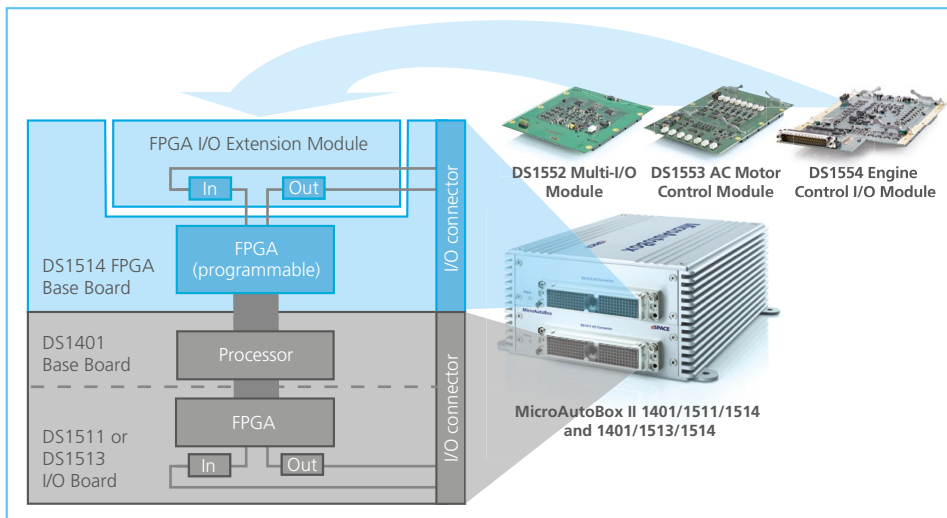 FPGA I/O Extension Module
In
Out
FPGA
(programmable)
I/O connector
DS1514 FPGA
Base Board
DS1401
Base Board
Processor
FPGA
DS1511 or
DS1513
I/O Board
In
Out
I/O connector
DS1552 Multi-I/O
Module
DS1553 AC Motor
Control Module
DS1554 Engine
Control I/O Module
MicroAutoBox
MicroAutoBox
dSPACE
MicroAutoBox II 1401/1511/1514
and 1401/1513/1514